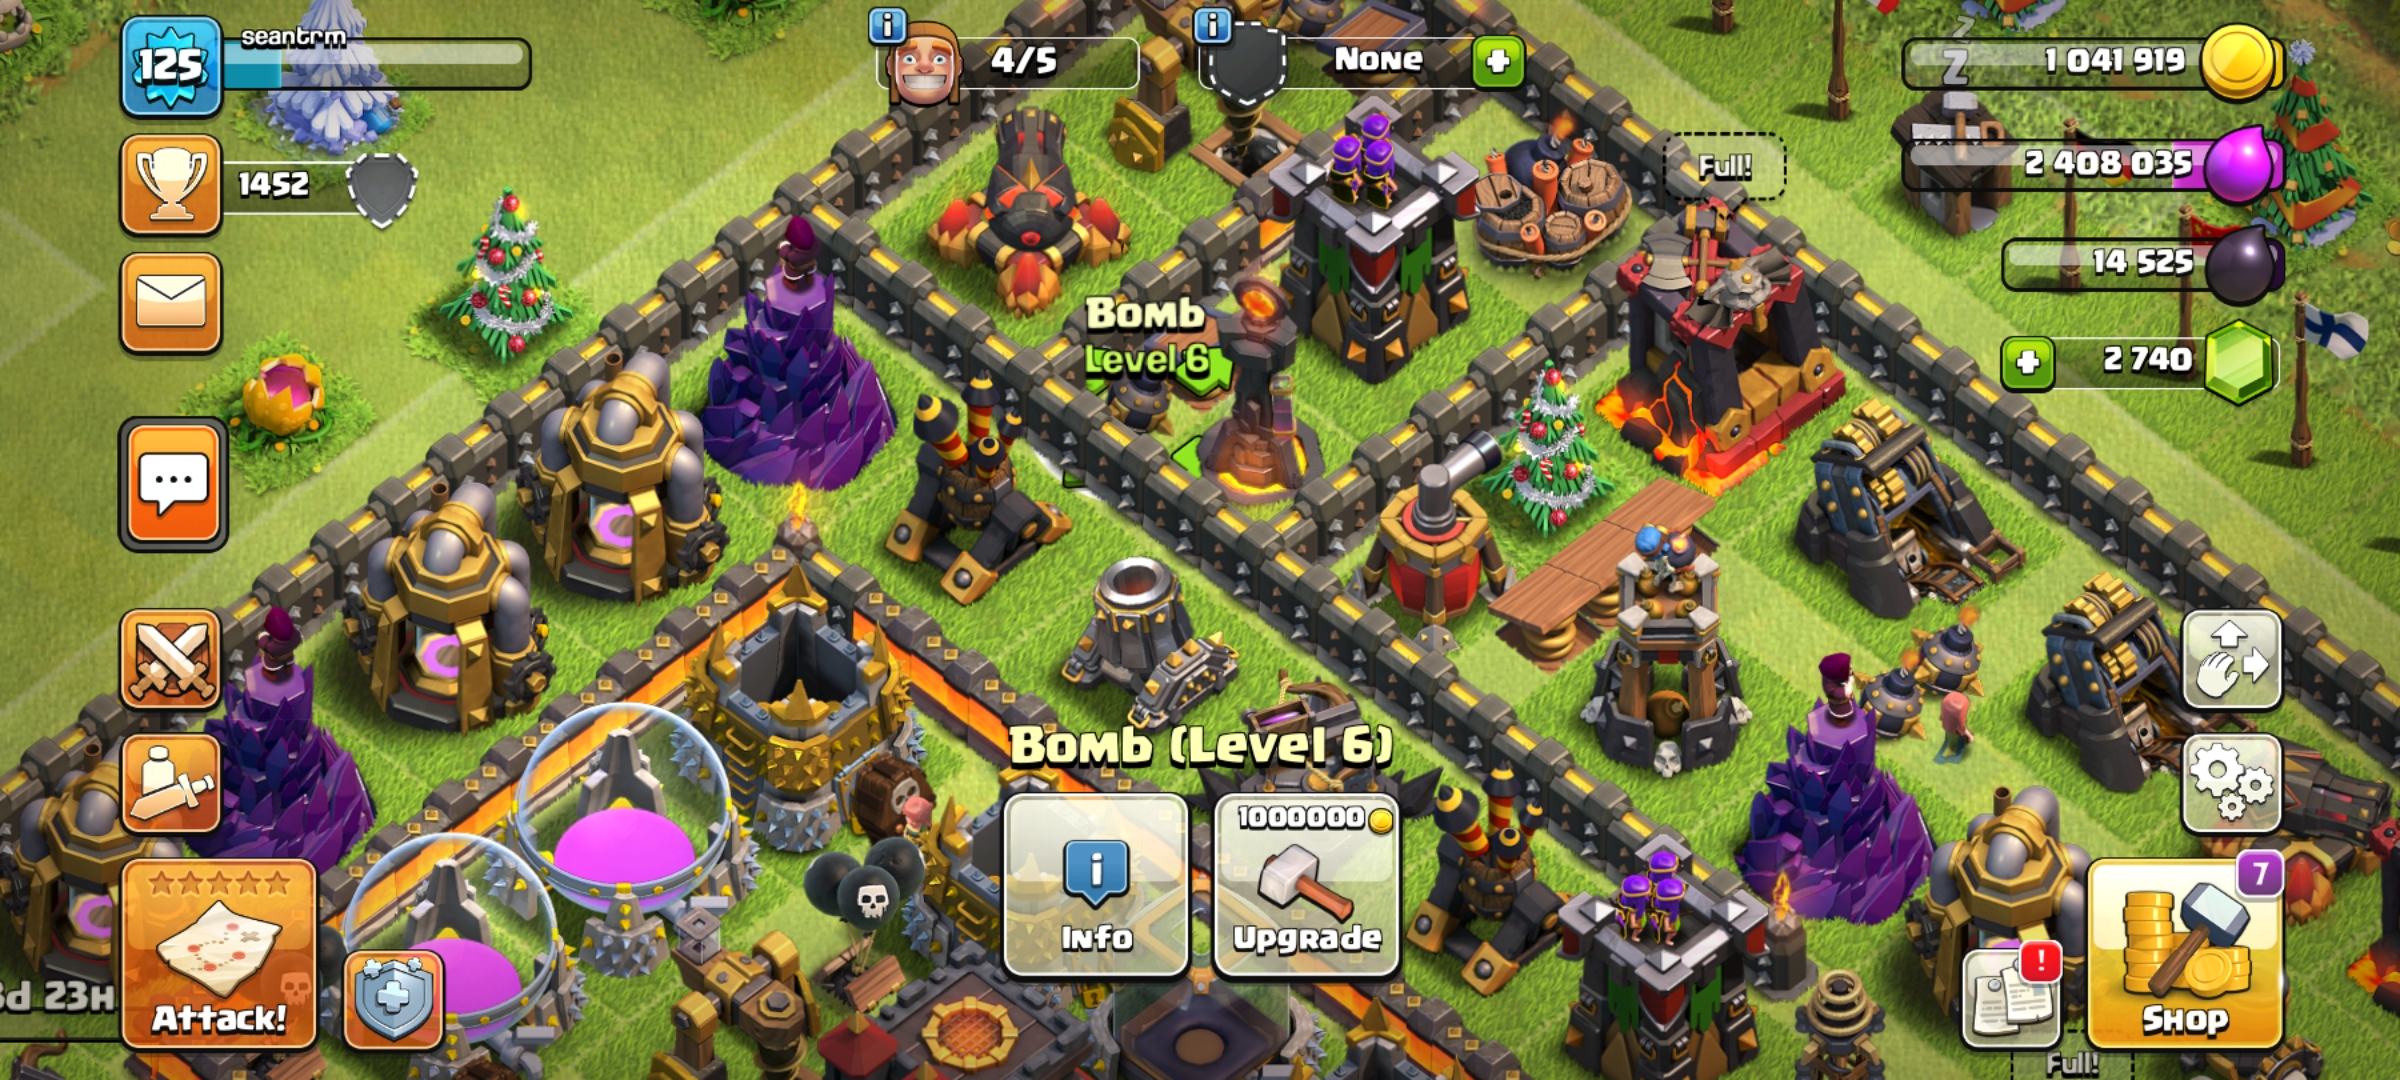 125
seantrm
4/5
None
1 041 919
1452
Full!
2 408 035
14 525
2 740
Bomb
Level 6
Bomb (Level 6)
1000000
Info
Upgrade
7
3d 23H
Attack!
!
Shop
Full!